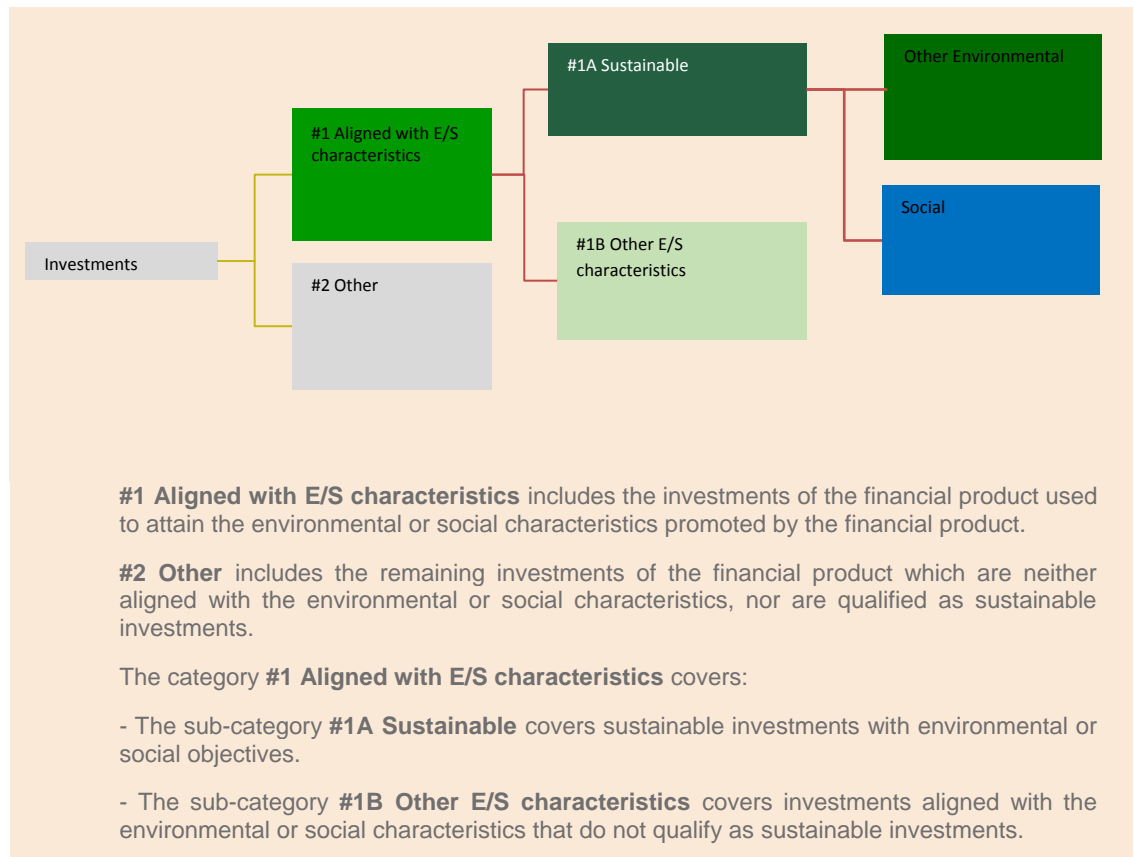 #1A Sustainable
Other Environmental
#1 Aligned with E/S
characteristics
Social
#1B Other E/S
characteristics
Investments
#2 Other
#1 Aligned with E/S characteristics includes the investments of the financial product used
to attain the environmental or social characteristics promoted by the financial product.
#2 Other includes the remaining investments of the financial product which are neither
aligned with the environmental or social characteristics, nor are qualified as sustainable
investments.
The category #1 Aligned with E/S characteristics covers:
- The sub-category #1A Sustainable covers sustainable investments with environmental or
social objectives.
- The sub-category #1B Other E/S characteristics covers investments aligned with the
environmental or social characteristics that do not qualify as sustainable investments.